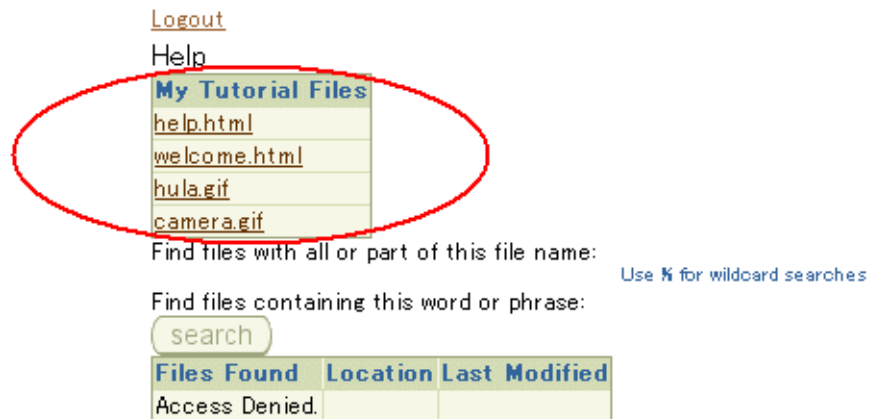 Logout
Help
My Tutorial Files
help.html
welcome.html
hula.gif
camera.gif
Find files with all or part of this file name:
Use % for wildcard searches
Find files containing this word or phrase:
search
Files Found Location Last Modified
Access Denied.